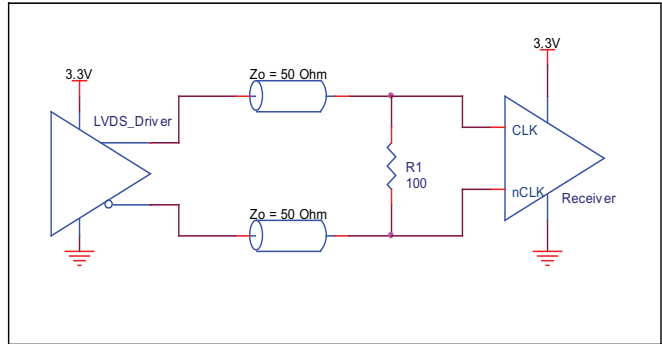 3.3V
LVDS_Driver
Zo = 50 Ohm
Zo = 50 Ohm
R1
100
3.3V
CLK
nCLK
Receiver